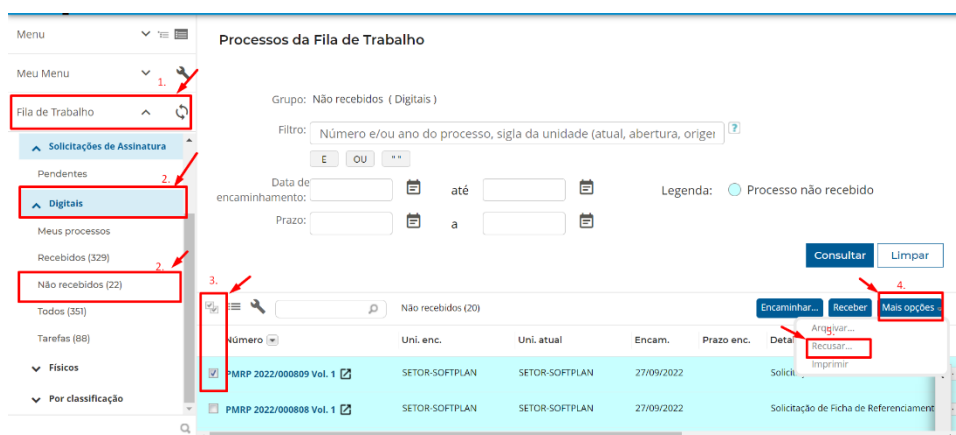 Menu
Meu Menu
1.
Fila de Trabalho
Solicitações de Assinatura
Pendentes
2.
Digitais
Meus processos
Recebidos (329)
2.
Não recebidos (22)
Todos (351)
Tarefas (88)
Físicos
Por classificação
Processos da Fila de Trabalho
Grupo: Não recebidos ( Digitais )
Filtro: Número e/ou ano do processo, sigla da unidade (atual, abertura, origer ?
E OU " "
Data de encaminhamento: até
Legenda: Processo não recebido
Prazo: a
Consultar Limpar
3.
4.
Não recebidos (20)
Encaminhar... Receber Mais opções
Arquivar...
5.
Recusar...
Imprimir
Número Uni. enc. Uni. atual Encam. Prazo enc. Deta
PMRP 2022/000809 Vol. 1 SETOR-SOFTPLAN SETOR-SOFTPLAN 27/09/2022 Solicit
PMRP 2022/000808 Vol. 1 SETOR-SOFTPLAN SETOR-SOFTPLAN 27/09/2022 Solicitação de Ficha de Referenciament